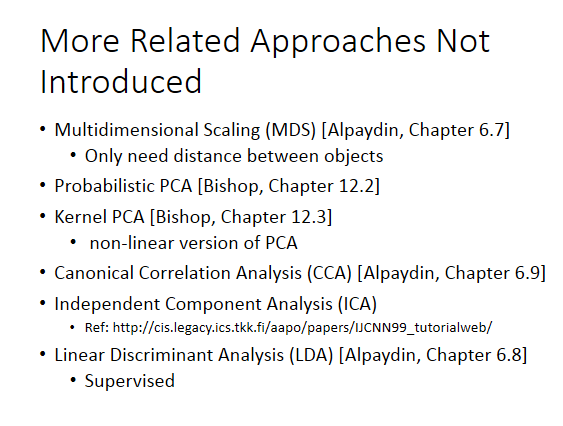 More Related Approaches Not
Introduced
• Multidimensional Scaling (MDS) [Alpaydin, Chapter 6.7]
• Only need distance between objects
• Probabilistic PCA [Bishop, Chapter 12.2]
• Kernel PCA [Bishop, Chapter 12.3]
• non-linear version of PCA
• Canonical Correlation Analysis (CCA) [Alpaydin, Chapter 6.9]
• Independent Component Analysis (ICA)
• Ref: http://cis.legacy.ics.tkk.fi/aapo/papers/IJCNN99_tutorialweb/
• Linear Discriminant Analysis (LDA) [Alpaydin, Chapter 6.8]
• Supervised